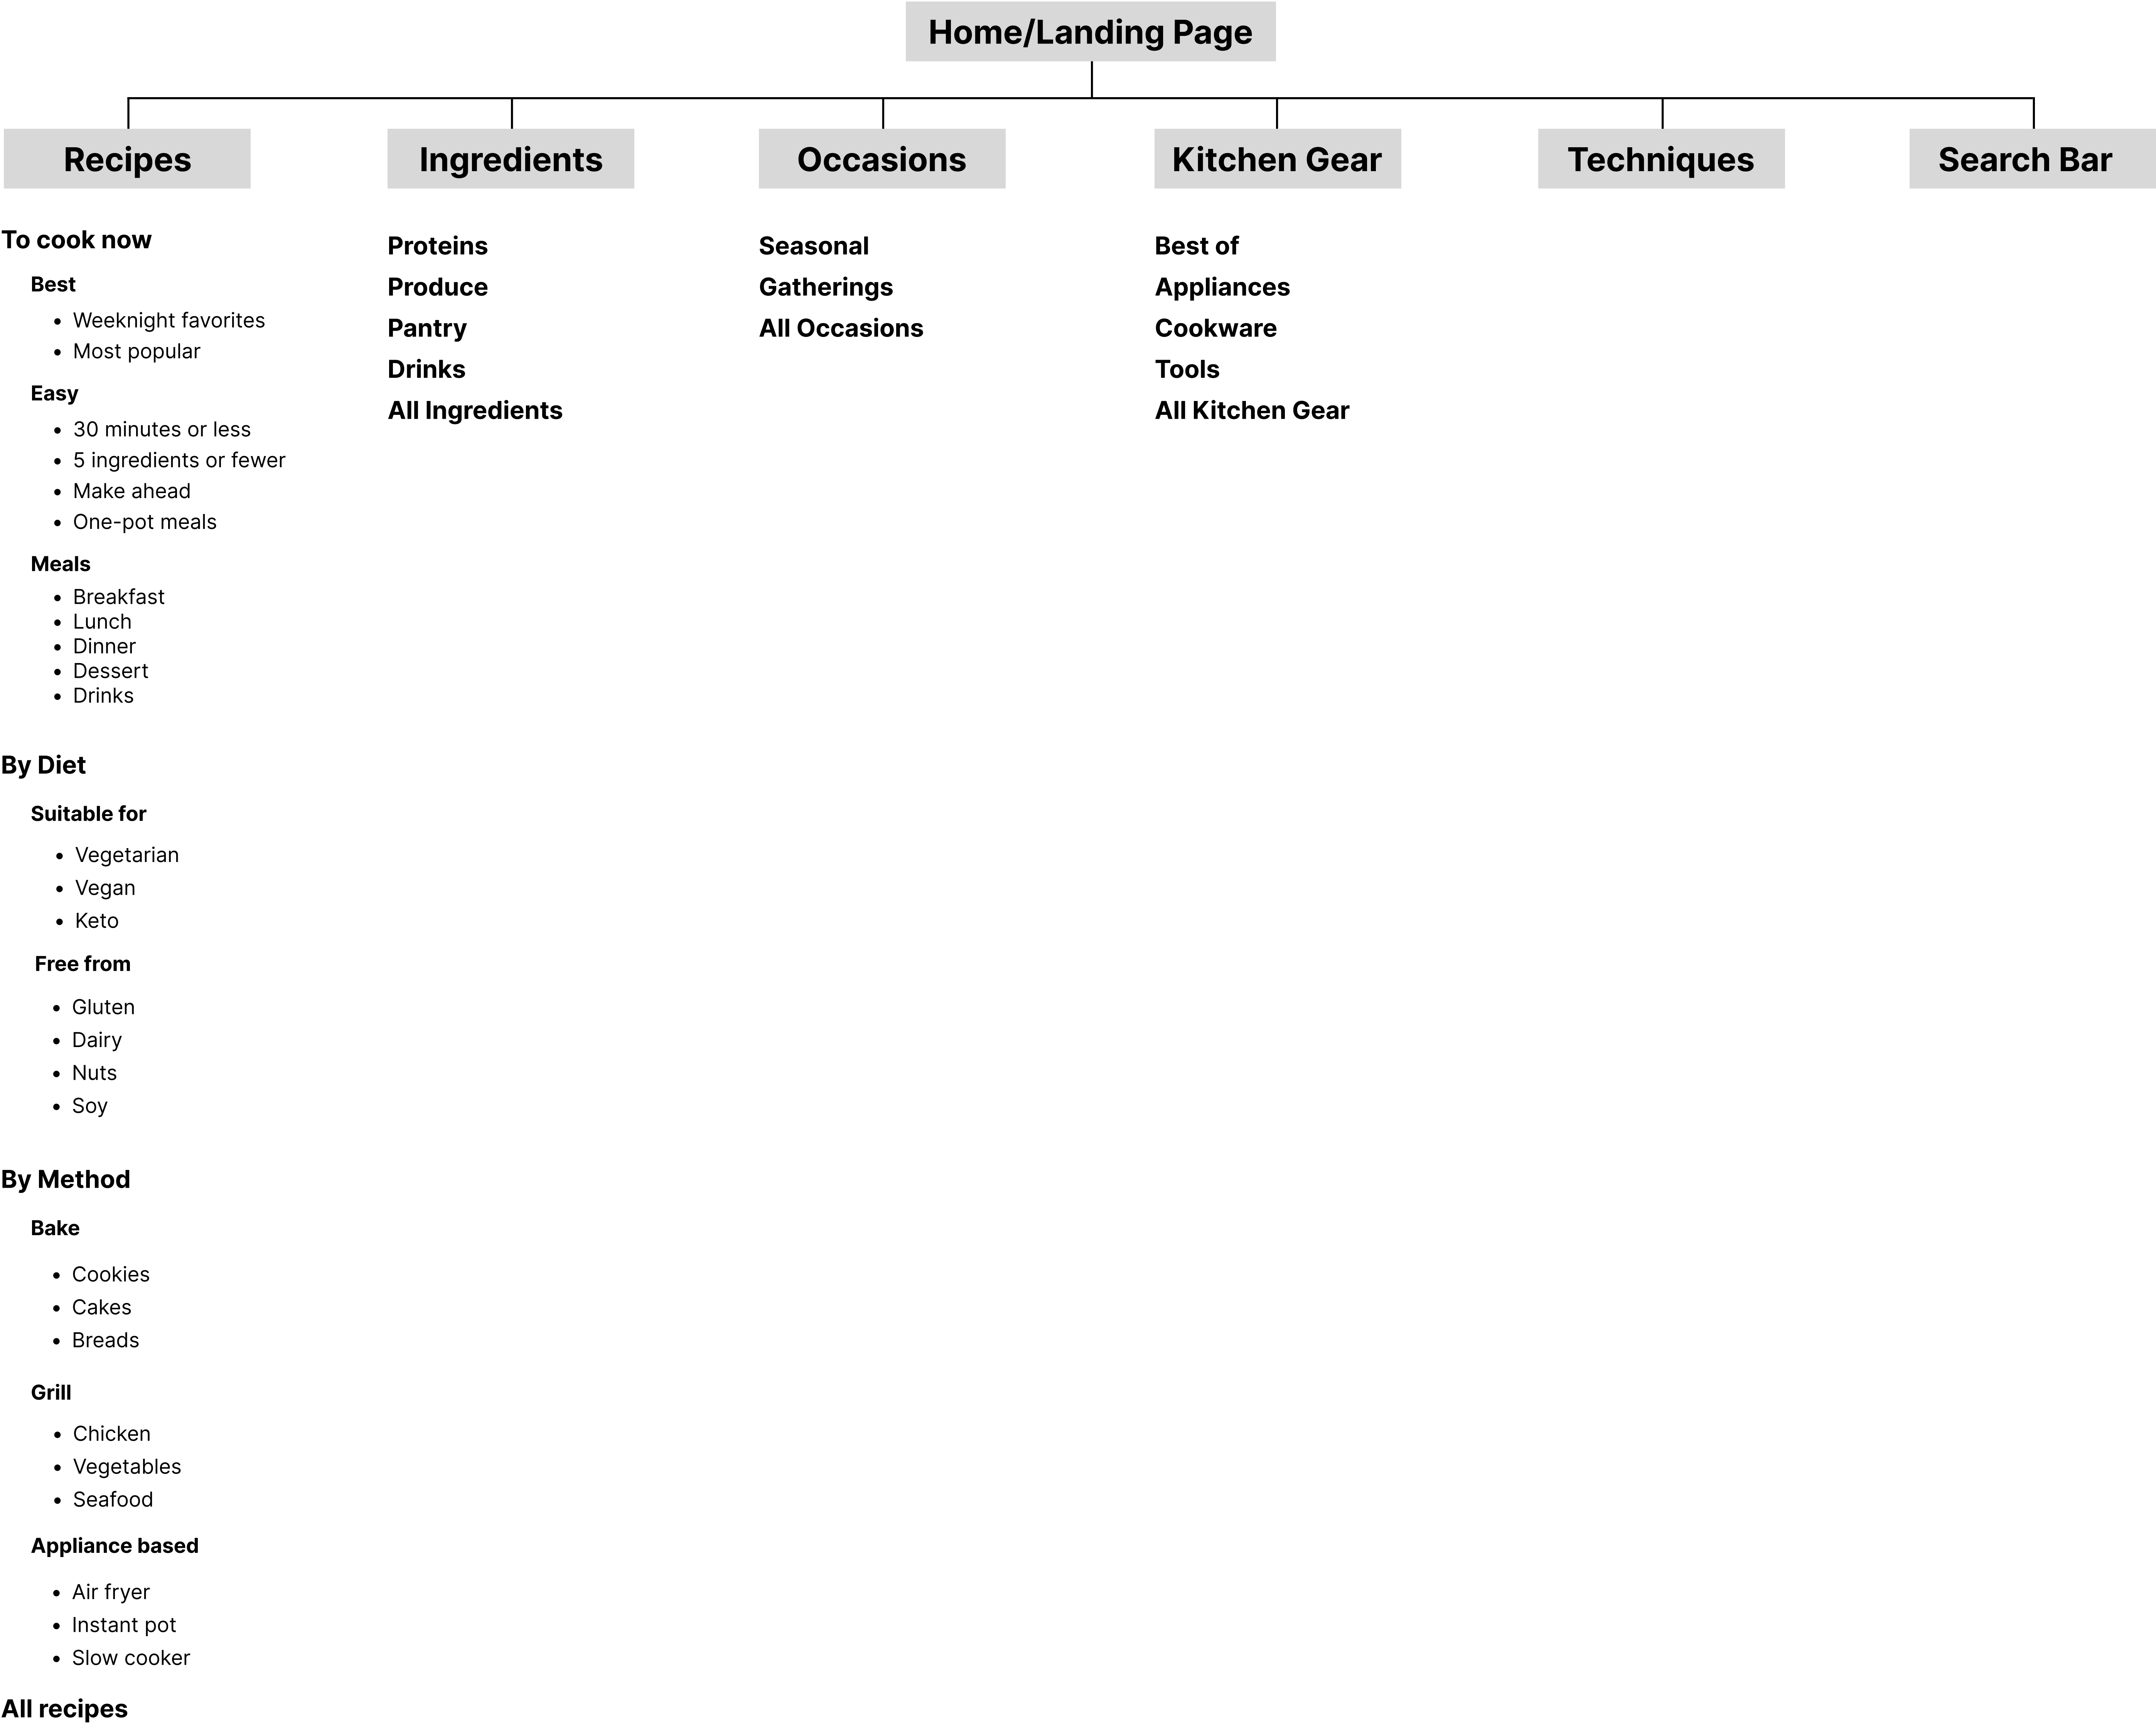 Home/Landing Page
Recipes
Ingredients
Occasions
Kitchen Gear
Techniques
Search Bar
To cook now
Best
• Weeknight favorites
• Most popular
Easy
• 30 minutes or less
• 5 ingredients or fewer
• Make ahead
• One-pot meals
Meals
• Breakfast
• Lunch
• Dinner
• Dessert
• Drinks
By Diet
Suitable for
• Vegetarian
• Vegan
• Keto
Free from
• Gluten
• Dairy
• Nuts
• Soy
By Method
Bake
• Cookies
• Cakes
• Breads
Grill
• Chicken
• Vegetables
• Seafood
Appliance based
• Air fryer
• Instant pot
• Slow cooker
All recipes
Proteins
Produce
Pantry
Drinks
All Ingredients
Seasonal
Gatherings
All Occasions
Best of
Appliances
Cookware
Tools
All Kitchen Gear